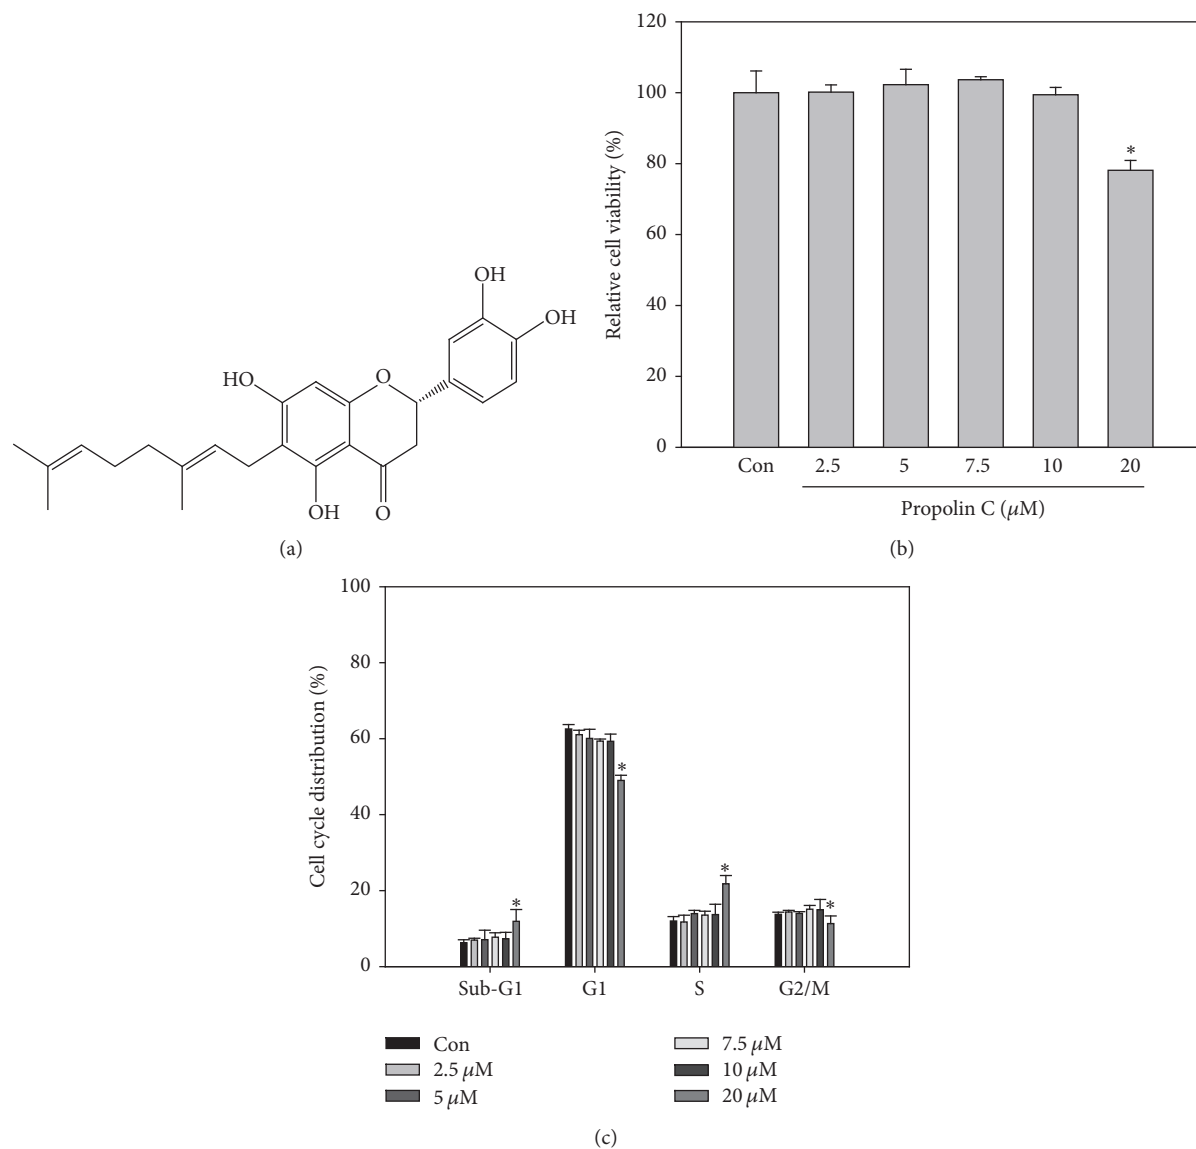 OH
OH
HO
O
OH
O
(a)
120
100
80
60
40
20
0
Relative cell viability (%)
*
Con 2.5 5 7.5 10 20
Propolin C (μM)
(b)
100
80
60
40
20
0
Cell cycle distribution (%)
* * * *
Sub-G1 G1 S G2/M
Con
2.5 μM
5 μM
7.5 μM
10 μM
20 μM
(c)